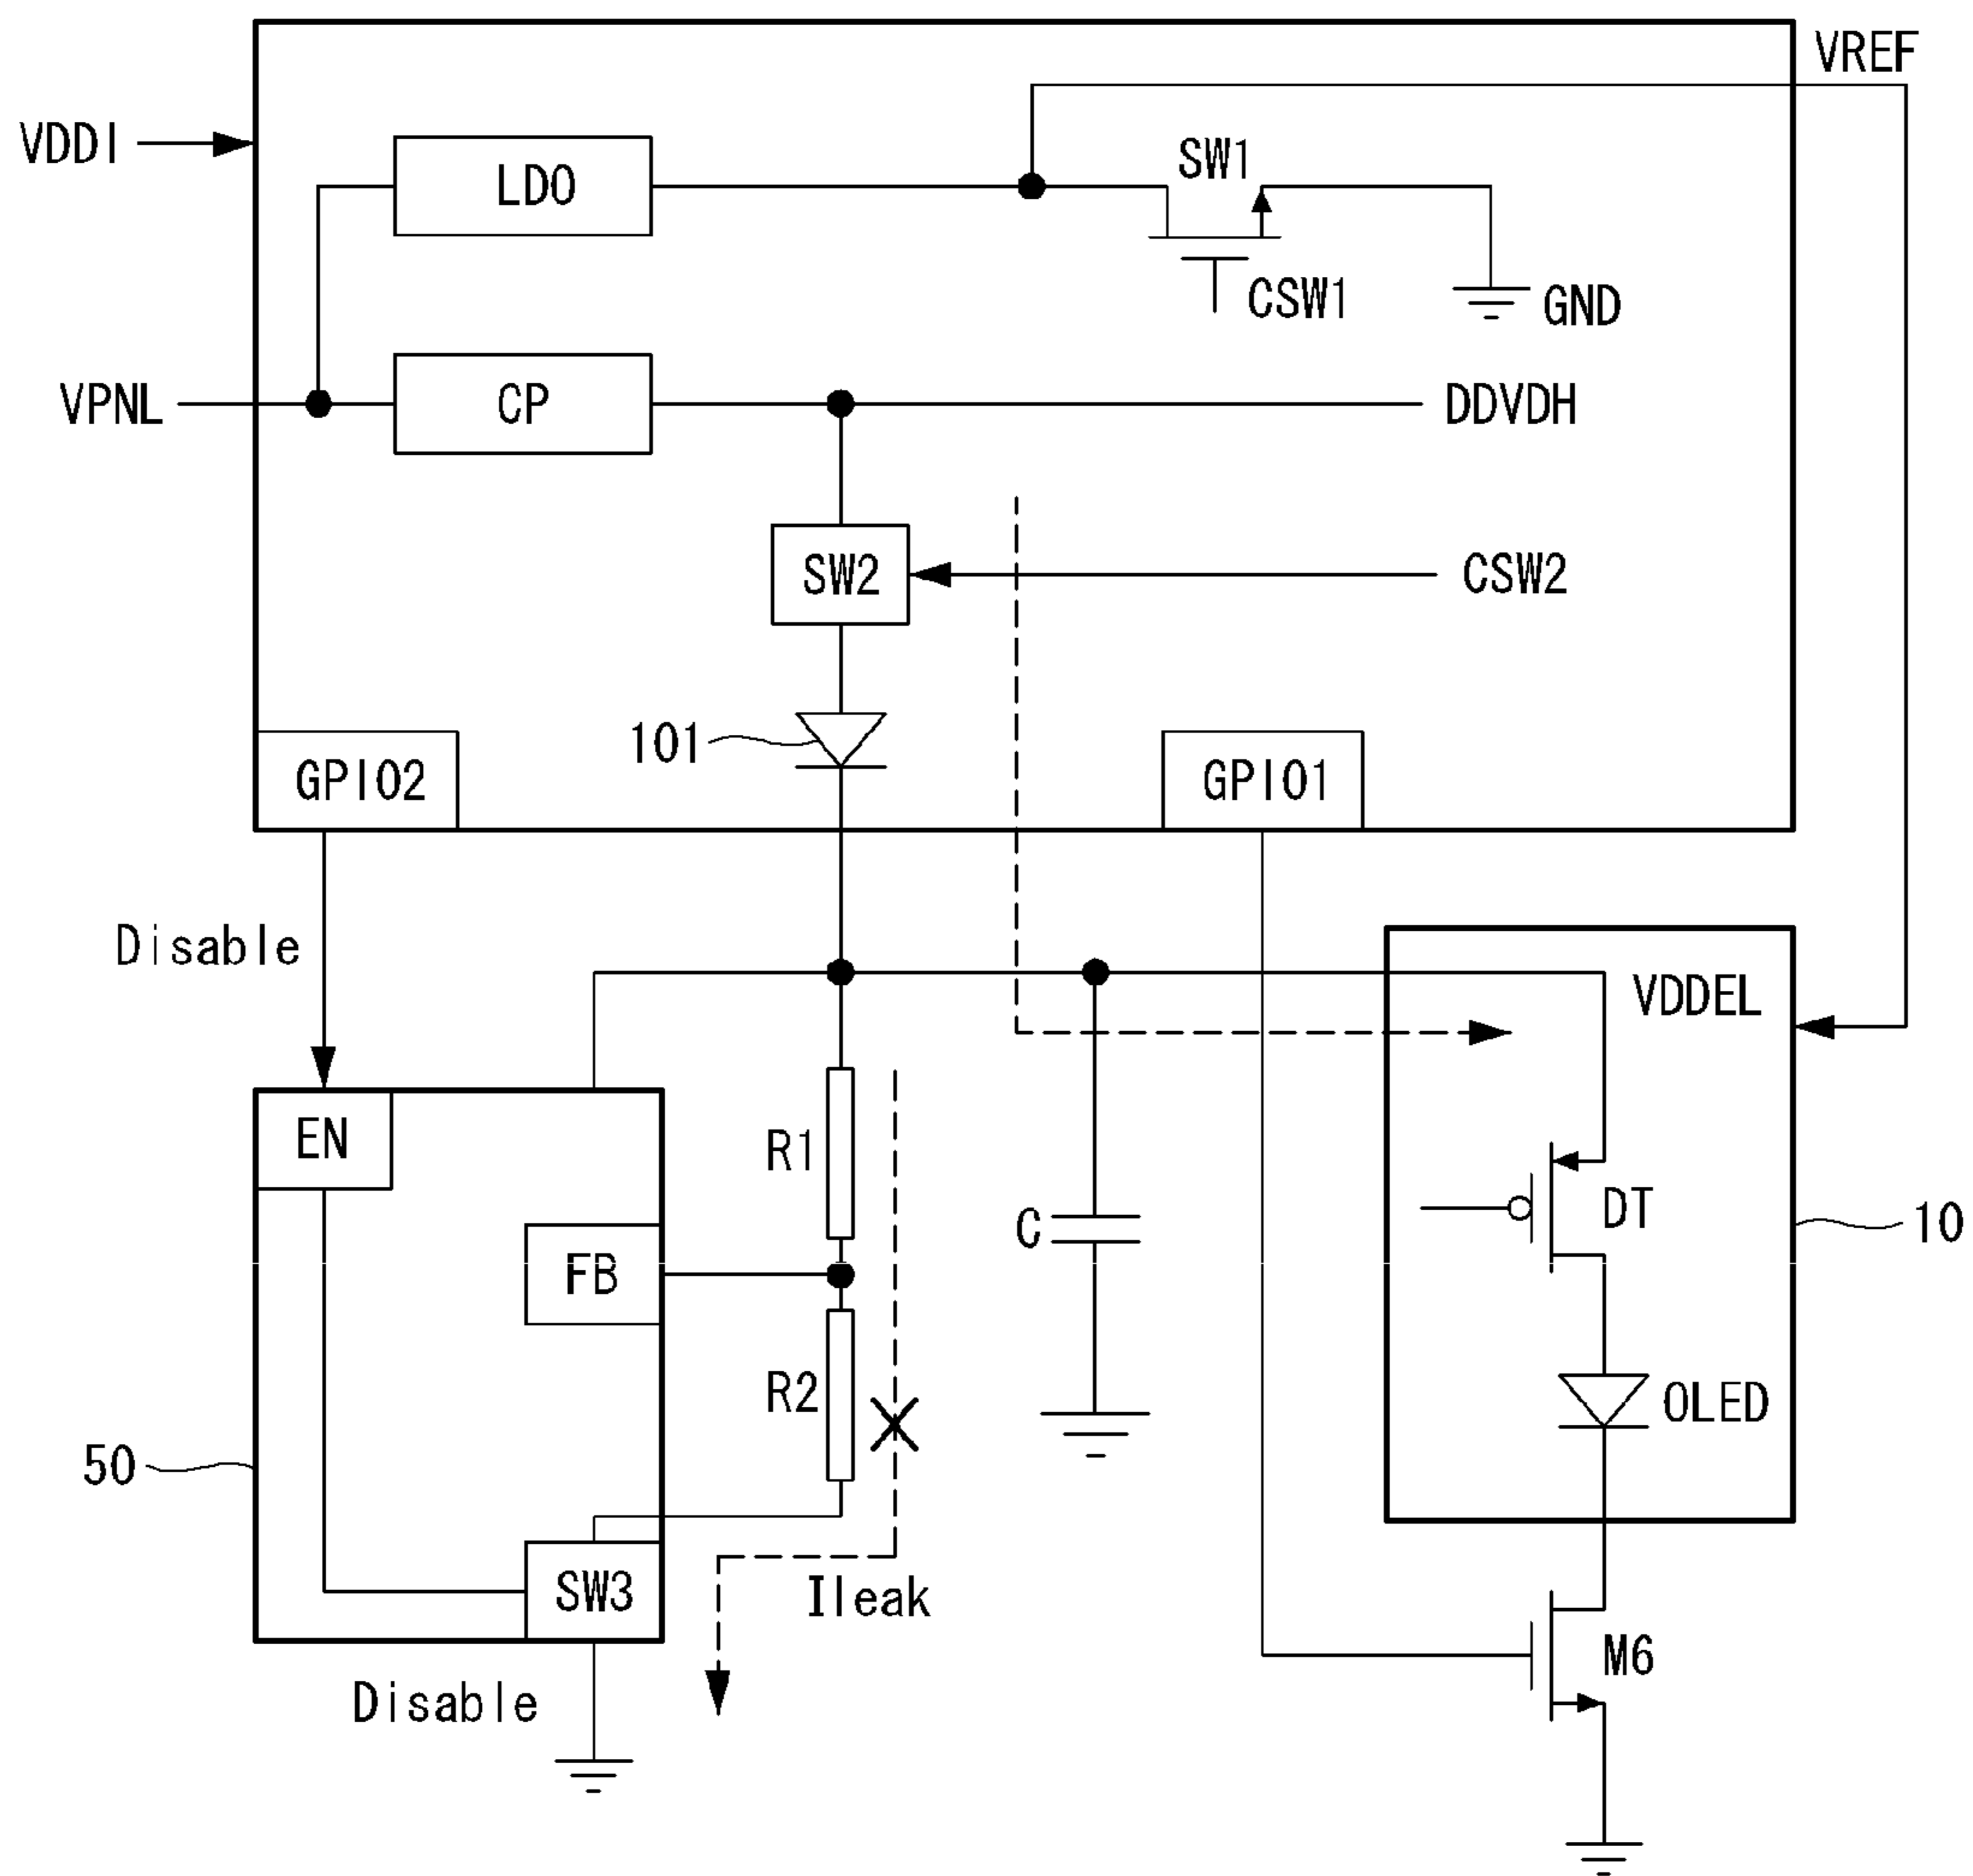 VREF
VDDI
LDO
SW1
CSW1
GND
VPNL
CP
DDVDH
SW2
CSW2
101
GPIO2
GPIO1
Disable
VDDEL
EN
R1
DT
10
C
FB
R2
OLED
50
SW3
Ileak
M6
Disable